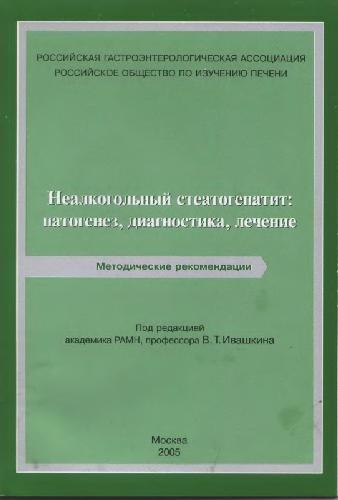 РОССИЙСКАЯ ГАСТРОЭНТЕРОЛОГИЧЕСКАЯ АССОЦИАЦИЯ
РОССИЙСКОЕ ОБЩЕСТВО ПО ИЗУЧЕНИЮ ПЕЧЕНИ
Неалкогольный стеатогепатит:
патогенез, диагностика, лечение
Методические рекомендации
Под редакцией
академика РАМН, профессора В.Т.Ивашкина
Москва
2005